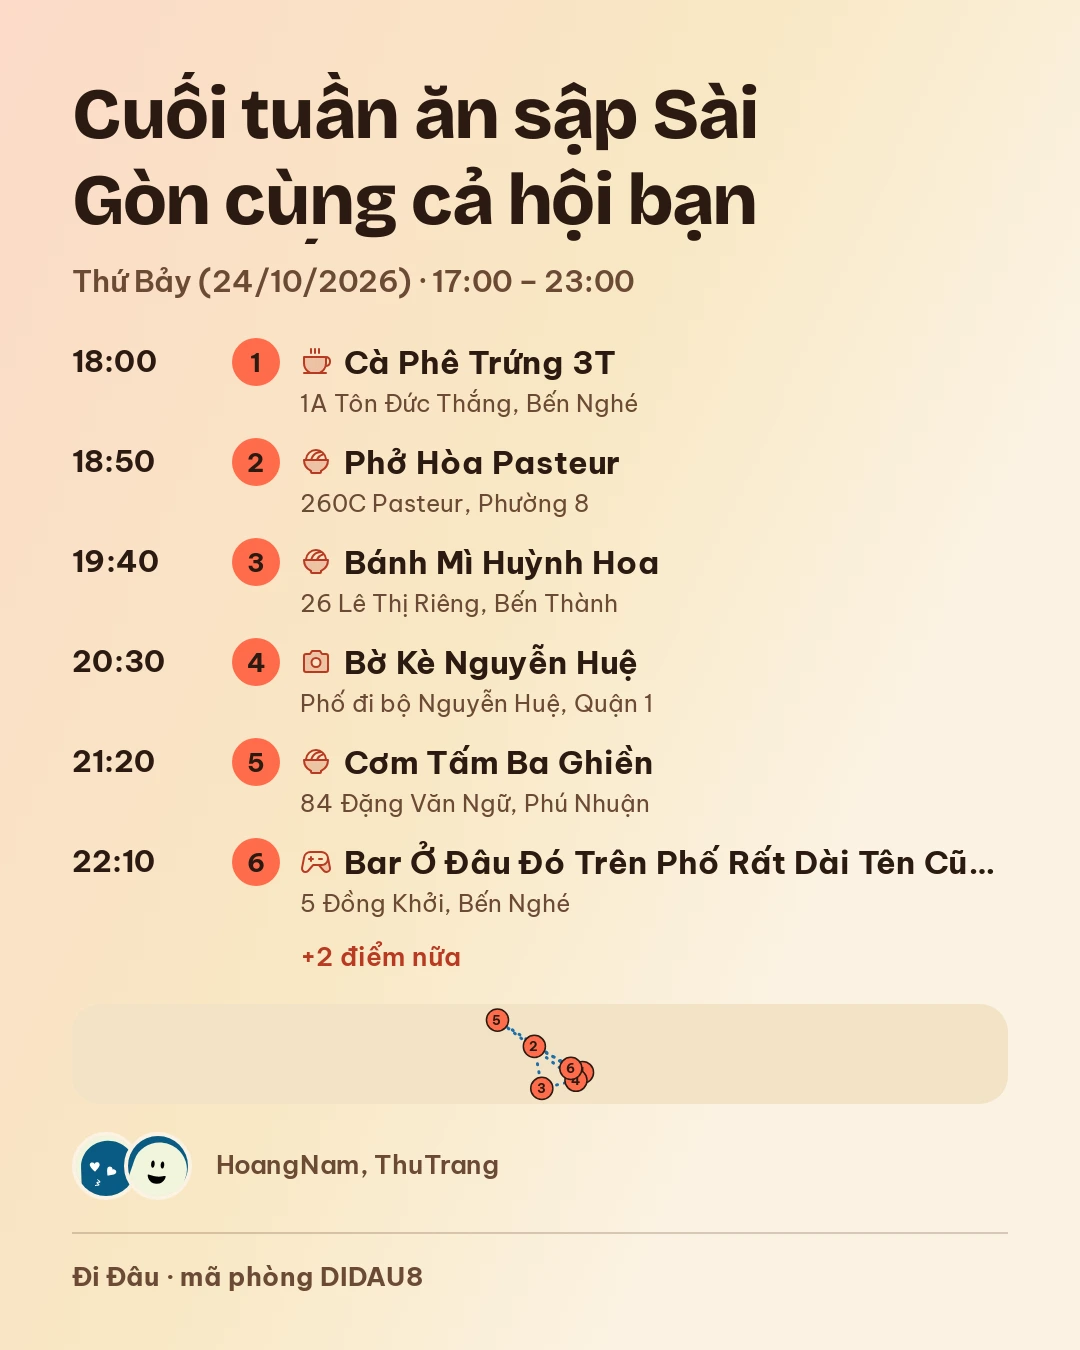 Cuối tuần ăn sập Sài
Gòn cùng cả hội bạn
Thứ Bảy (24/10/2026) · 17:00 – 23:00
18:00 1 Cà Phê Trứng 3T
1A Tôn Đức Thắng, Bến Nghé
18:50 2 Phở Hòa Pasteur
260C Pasteur, Phường 8
19:40 3 Bánh Mì Huỳnh Hoa
26 Lê Thị Riêng, Bến Thành
20:30 4 Bờ Kè Nguyễn Huệ
Phố đi bộ Nguyễn Huệ, Quận 1
21:20 5 Cơm Tấm Ba Ghiền
84 Đặng Văn Ngữ, Phú Nhuận
22:10 6 Bar Ở Đâu Đó Trên Phố Rất Dài Tên Cũ...
5 Đồng Khởi, Bến Nghé
+2 điểm nữa
5
2
6
4
3
HoangNam, ThuTrang
Đi Đâu · mã phòng DIDAU8